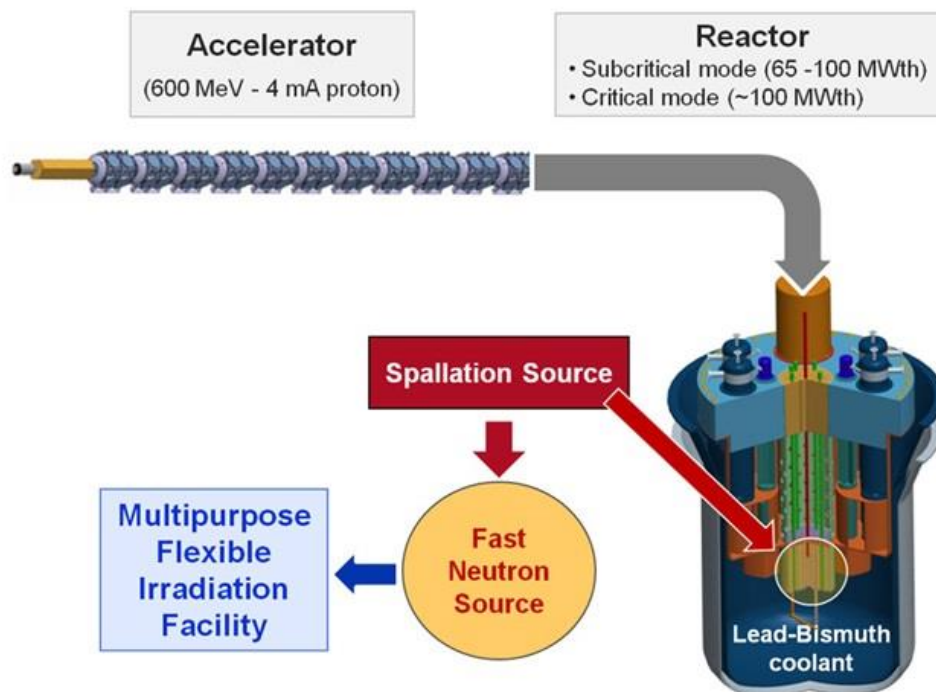 Accelerator
(600 MeV - 4 mA proton)
Reactor
• Subcritical mode (65 -100 MWth)
• Critical mode (~100 MWth)
Spallation Source
Multipurpose
Flexible
Irradiation
Facility
Fast
Neutron
Source
Lead-Bismuth
coolant